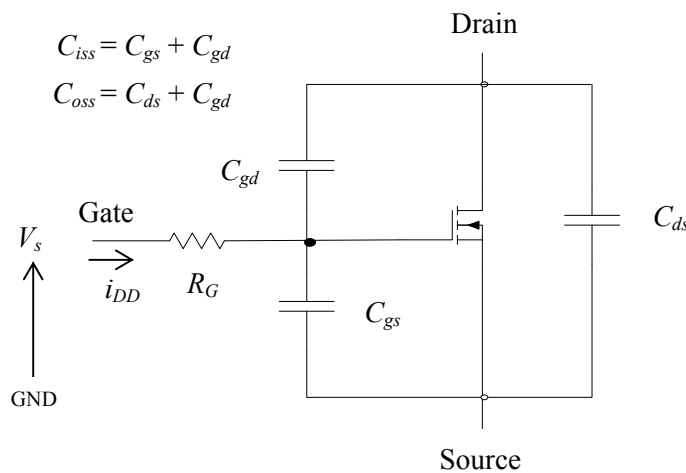 Drain
C_iss = C_gs + C_gd
C_oss = C_ds + C_gd
C_gd
Gate
C_ds
V_s
i_DD
R_G
C_gs
GND
Source